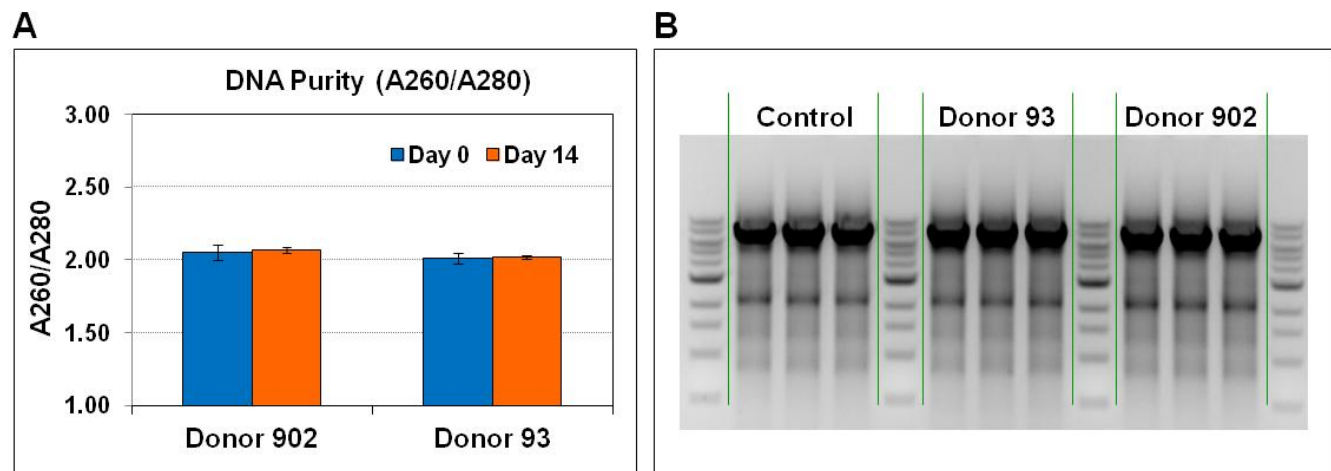 A
DNA Purity (A260/A280)
3.00
2.50
2.00
1.50
1.00
A260/A280
Day 0 Day 14
Donor 902 Donor 93
B
Control Donor 93 Donor 902